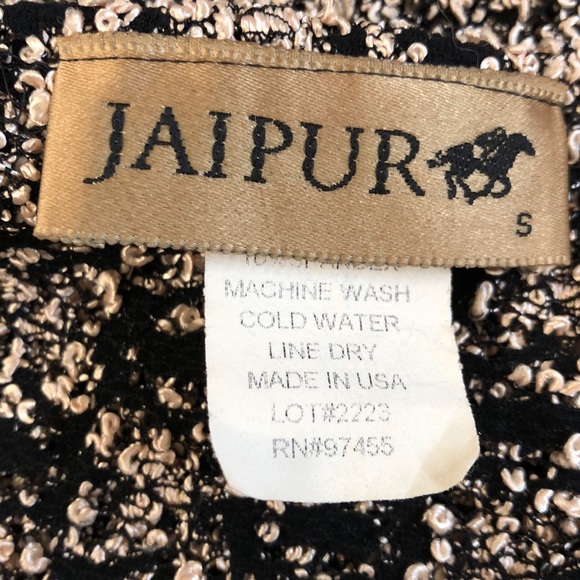 JAIPUR
S
MACHINE WASH
COLD WATER
LINE DRY
MADE IN USA
LOT#2223
RN#97455